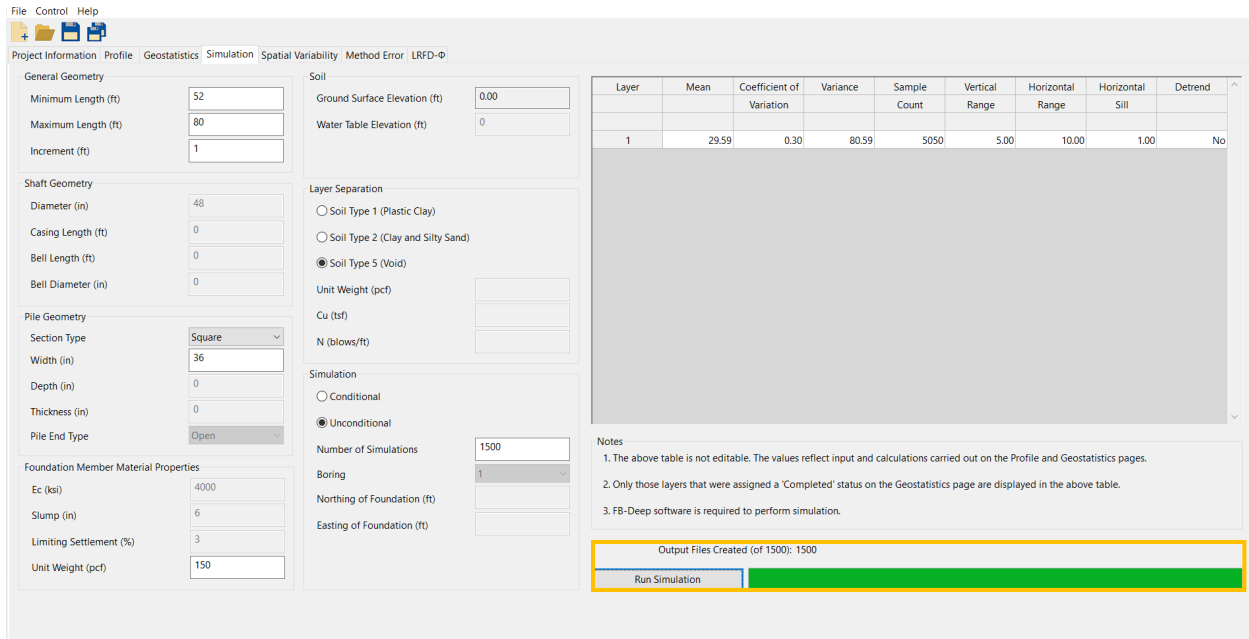 File Control Help
Project Information Profile Geostatistics Simulation Spatial Variability Method Error LRFD-Φ
General Geometry
Minimum Length (ft) 52
Maximum Length (ft) 80
Increment (ft) 1
Shaft Geometry
Diameter (in) 48
Casing Length (ft) 0
Bell Length (ft) 0
Bell Diameter (in) 0
Pile Geometry
Section Type Square
Width (in) 36
Depth (in) 0
Thickness (in) 0
Pile End Type Open
Foundation Member Material Properties
Ec (ksi) 4000
Slump (in) 6
Limiting Settlement (%) 3
Unit Weight (pcf) 150
Soil
Ground Surface Elevation (ft) 0.00
Water Table Elevation (ft) 0
Layer Separation
Soil Type 1 (Plastic Clay)
Soil Type 2 (Clay and Silty Sand)
Soil Type 5 (Void)
Unit Weight (pcf)
Cu (tsf)
N (blows/ft)
Simulation
Conditional
Unconditional
Number of Simulations 1500
Boring 1
Northing of Foundation (ft)
Easting of Foundation (ft)
Layer Mean Coefficient of Variance Sample Vertical Horizontal Horizontal Detrend
Variation Count Range Range Sill
1 29.59 0.30 80.59 5050 5.00 10.00 1.00 No
Notes
1. The above table is not editable. The values reflect input and calculations carried out on the Profile and Geostatistics pages.
2. Only those layers that were assigned a 'Completed' status on the Geostatistics page are displayed in the above table.
3. FB-Deep software is required to perform simulation.
Output Files Created (of 1500): 1500
Run Simulation